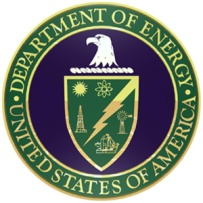 DEPARTMENT OF ENERGY
UNITED STATES OF AMERICA